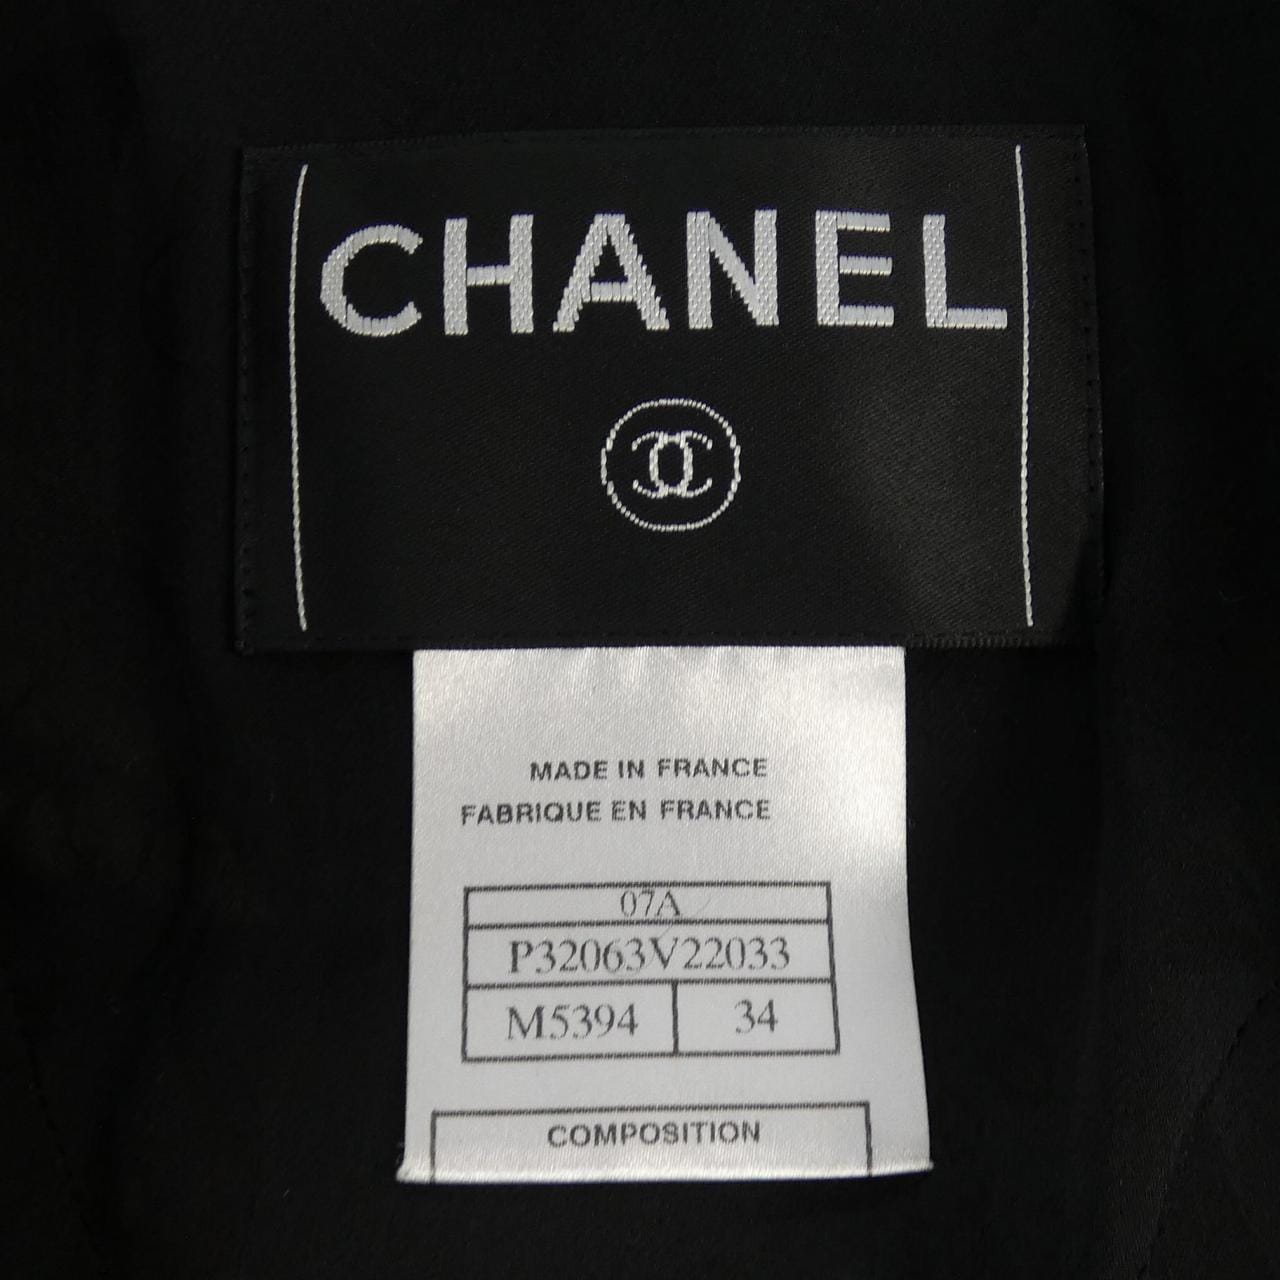 CHANEL
MADE IN FRANCE
FABRIQUE EN FRANCE
07A
P32063V22033
M5394 34
COMPOSITION